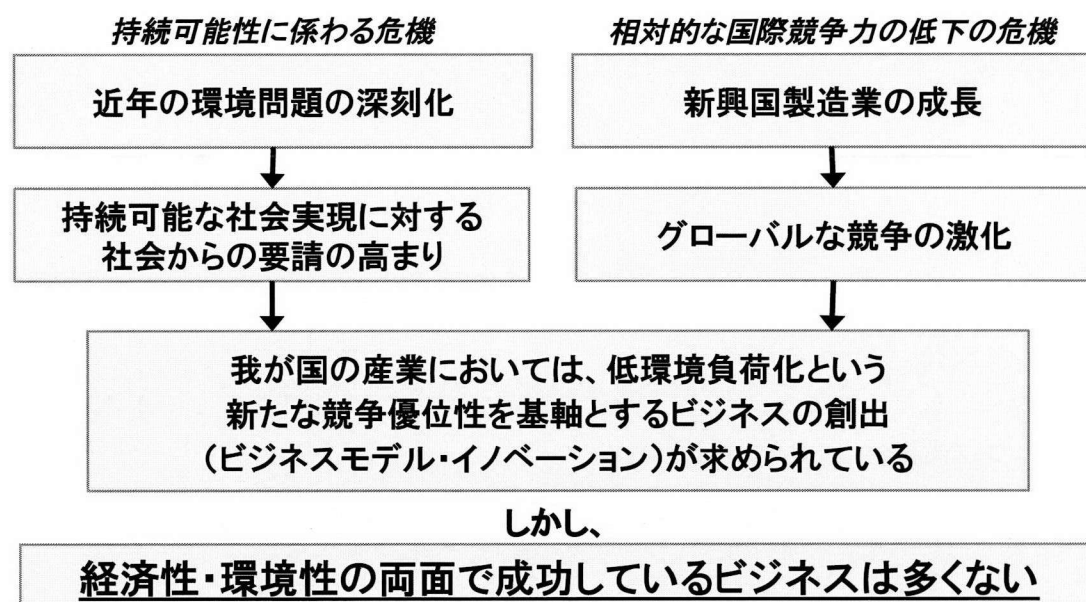 持続可能性に係わる危機
相対的な国際競争力の低下の危機
近年の環境問題の深刻化
新興国製造業の成長
持続可能な社会実現に対する
社会からの要請の高まり
グローバルな競争の激化
我が国の産業においては、低環境負荷化という
新たな競争優位性を基軸とするビジネスの創出
（ビジネスモデル・イノベーション）が求められている
しかし、
経済性・環境性の両面で成功しているビジネスは多くない